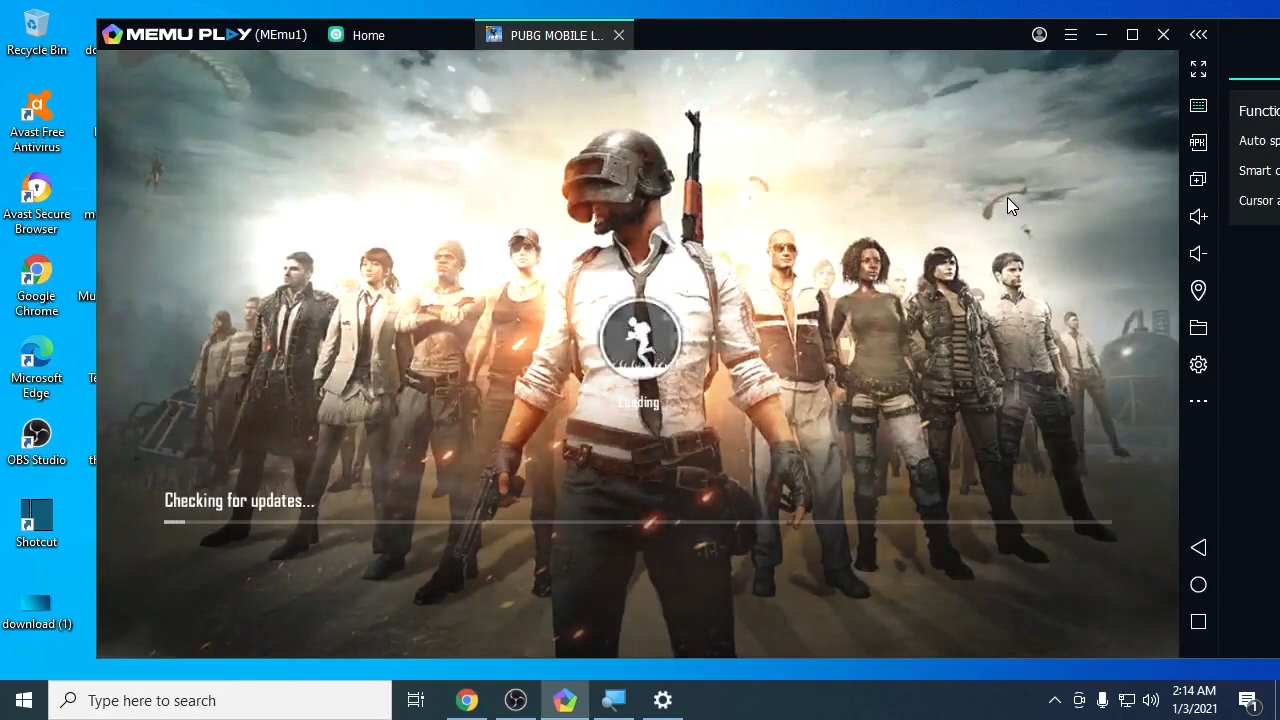 MEMU PLAY (MEmu1)
Home
PUBG MOBILE L..
Recycle Bin
Avast Free
Antivirus
Avast Secure
Browser
Google
Chrome
Microsoft
Edge
OBS Studio
Shotcut
download (1)
APK
Loading
Checking for updates...
Functio
Auto sp
Smart c
Cursor a
Type here to search
2:14 AM
1/3/2021
1